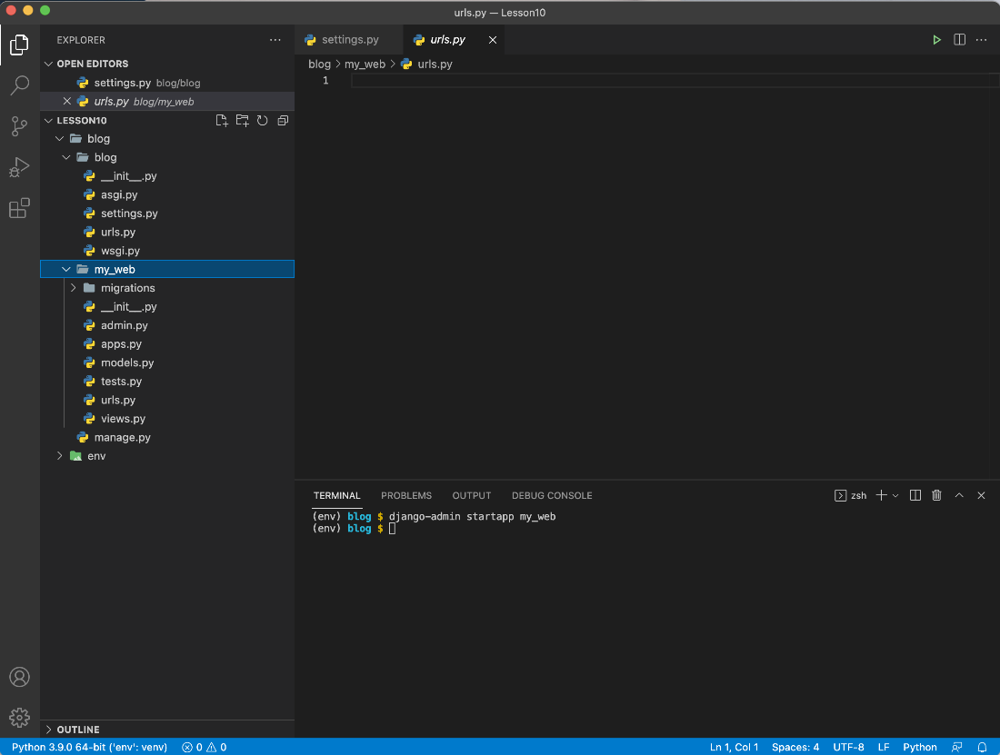 urls.py — Lesson10
EXPLORER
OPEN EDITORS
settings.py blog/blog
urls.py blog/my_web
LESSON10
blog
blog
__init__.py
asgi.py
settings.py
urls.py
wsgi.py
my_web
migrations
__init__.py
admin.py
apps.py
models.py
tests.py
urls.py
views.py
manage.py
env
OUTLINE
settings.py urls.py
blog > my_web > urls.py
1
TERMINAL PROBLEMS OUTPUT DEBUG CONSOLE zsh
(env) blog $ django-admin startapp my_web
(env) blog $
Python 3.9.0 64-bit ('env': venv) 0 0 Ln 1, Col 1 Spaces: 4 UTF-8 LF Python